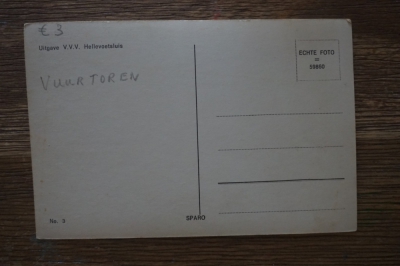 € 3
Uitgave V.V.V. Hellevoetsluis
VUURTOREN
ECHTE FOTO
No. 3
SPARO